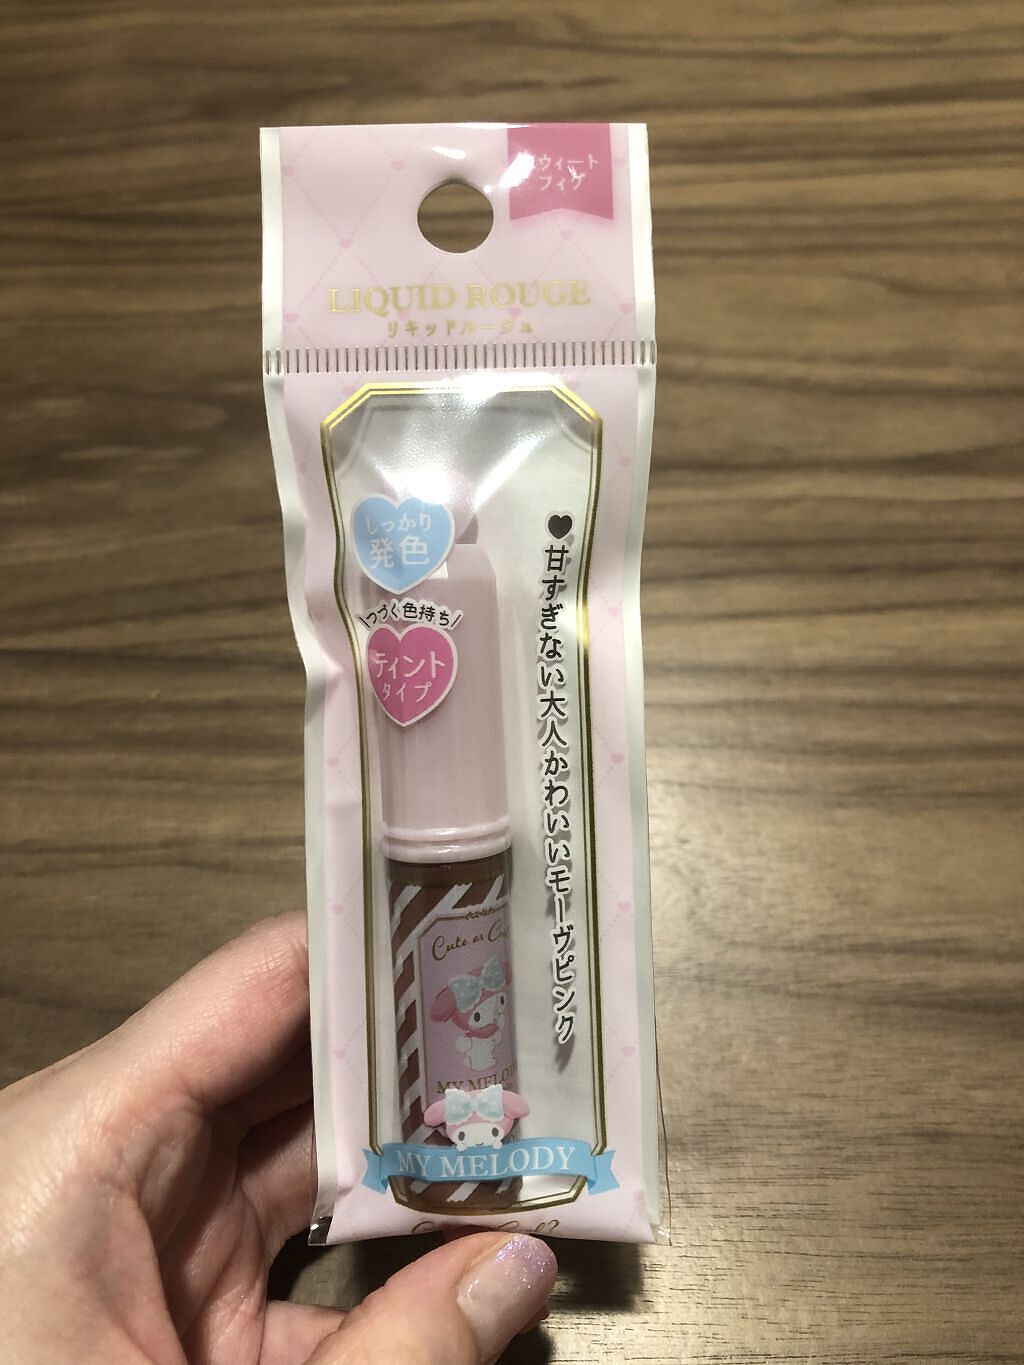 ウィート
フィグ
LIQUID ROUGE
リキッドルージュ
しっかり
発色
つづく色持ち
ティント
タイプ
♥甘すぎない大人かわいいモーヴピンク
Cute as
MY MELODY
MY MELODY